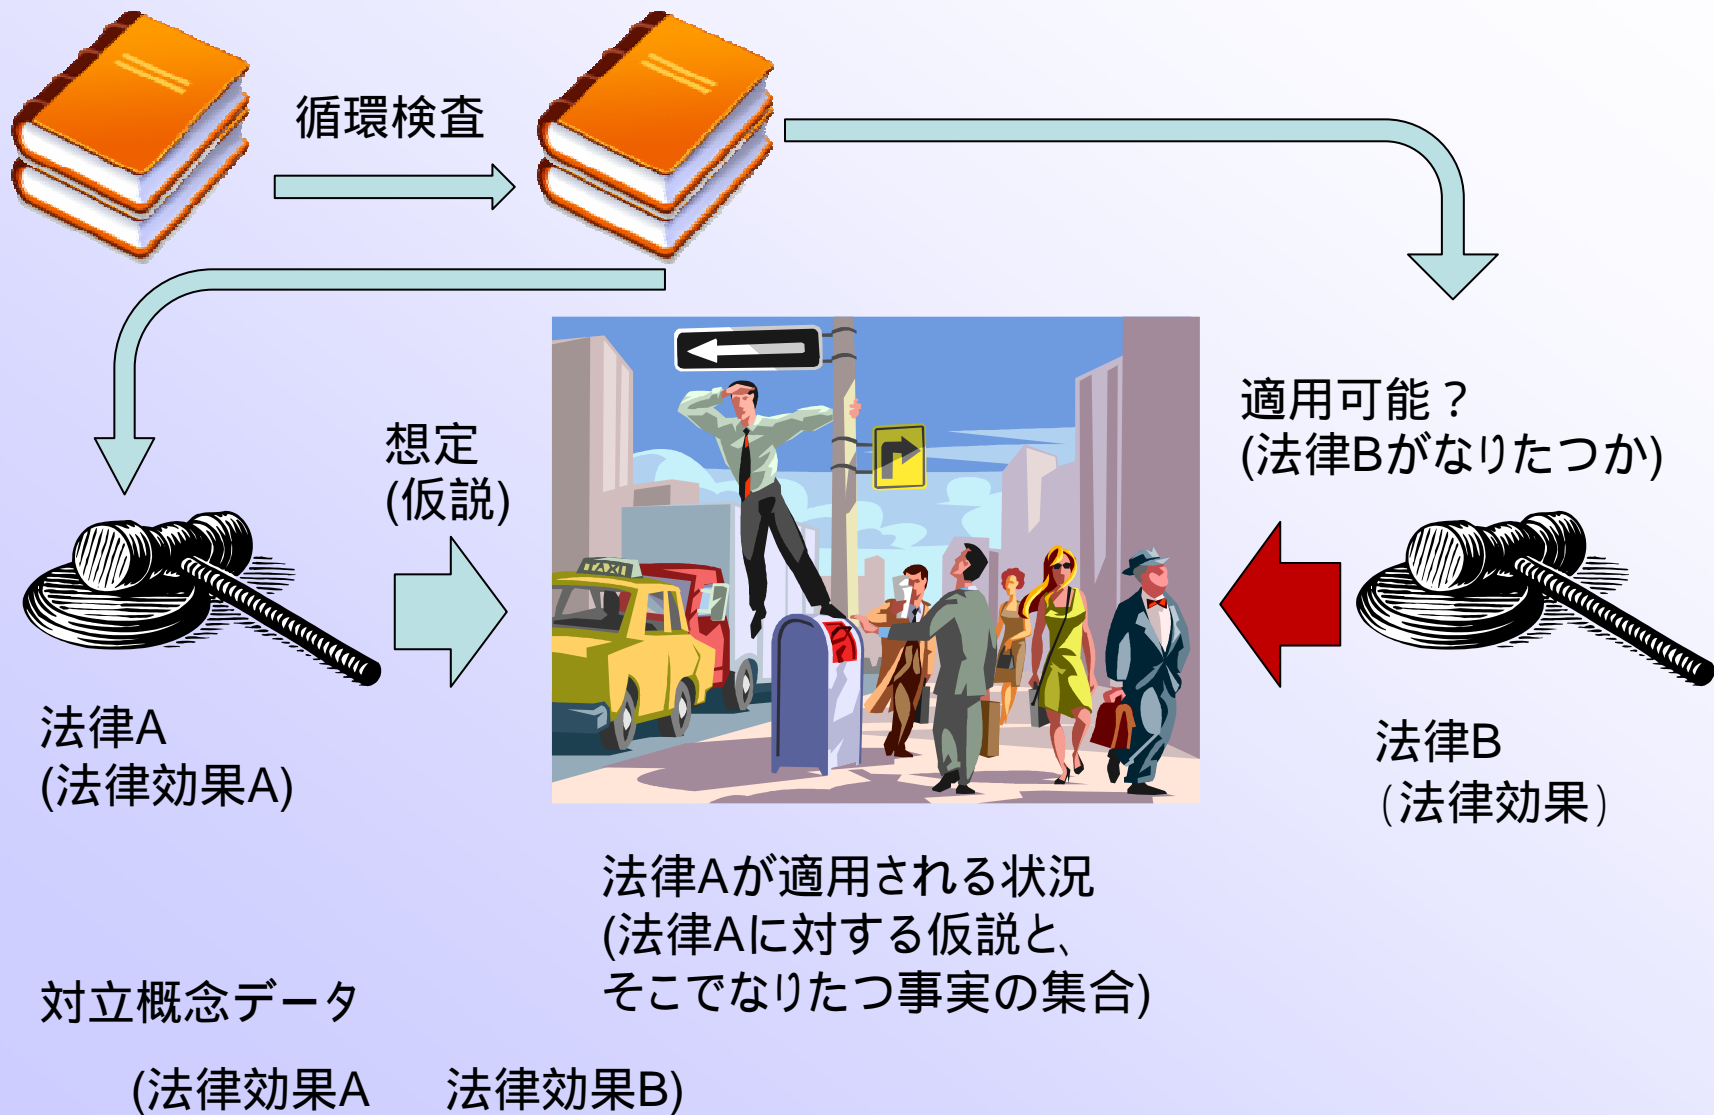 循環検査
適用可能？
(法律Bがなりたつか)
想定
(仮説)
TAXI
法律A
(法律効果A)
法律B
（法律効果）
法律Aが適用される状況
(法律Aに対する仮説と、
そこでなりたつ事実の集合)
対立概念データ
(法律効果A 法律効果B)